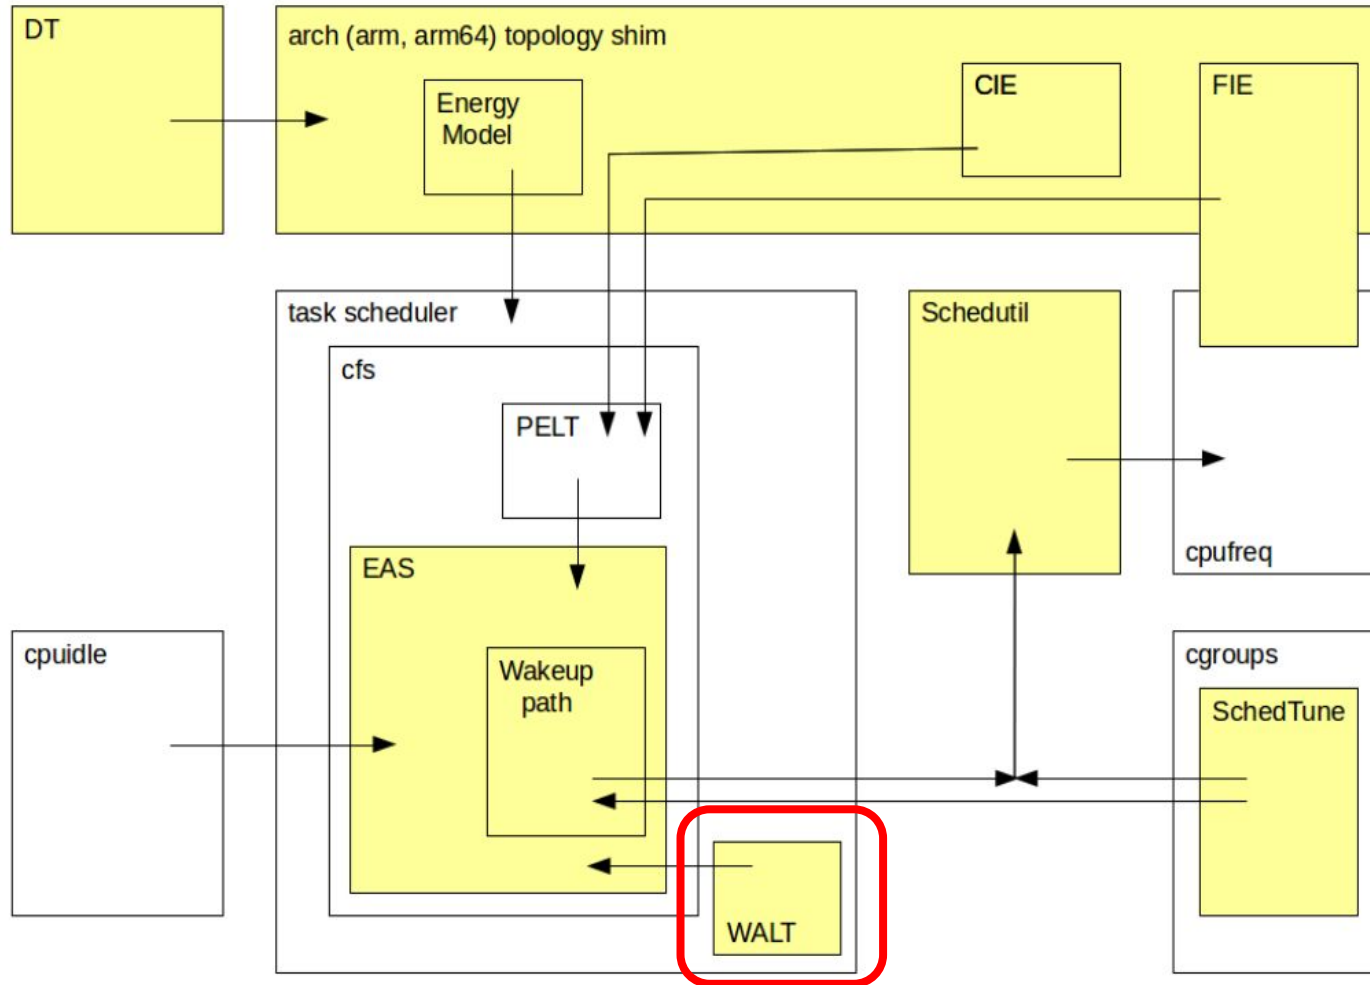 DT
arch (arm, arm64) topology shim
Energy
Model
CIE
FIE
task scheduler
Schedutil
cfs
PELT
cpufreq
EAS
cpuidle
Wakeup
path
cgroups
SchedTune
WALT